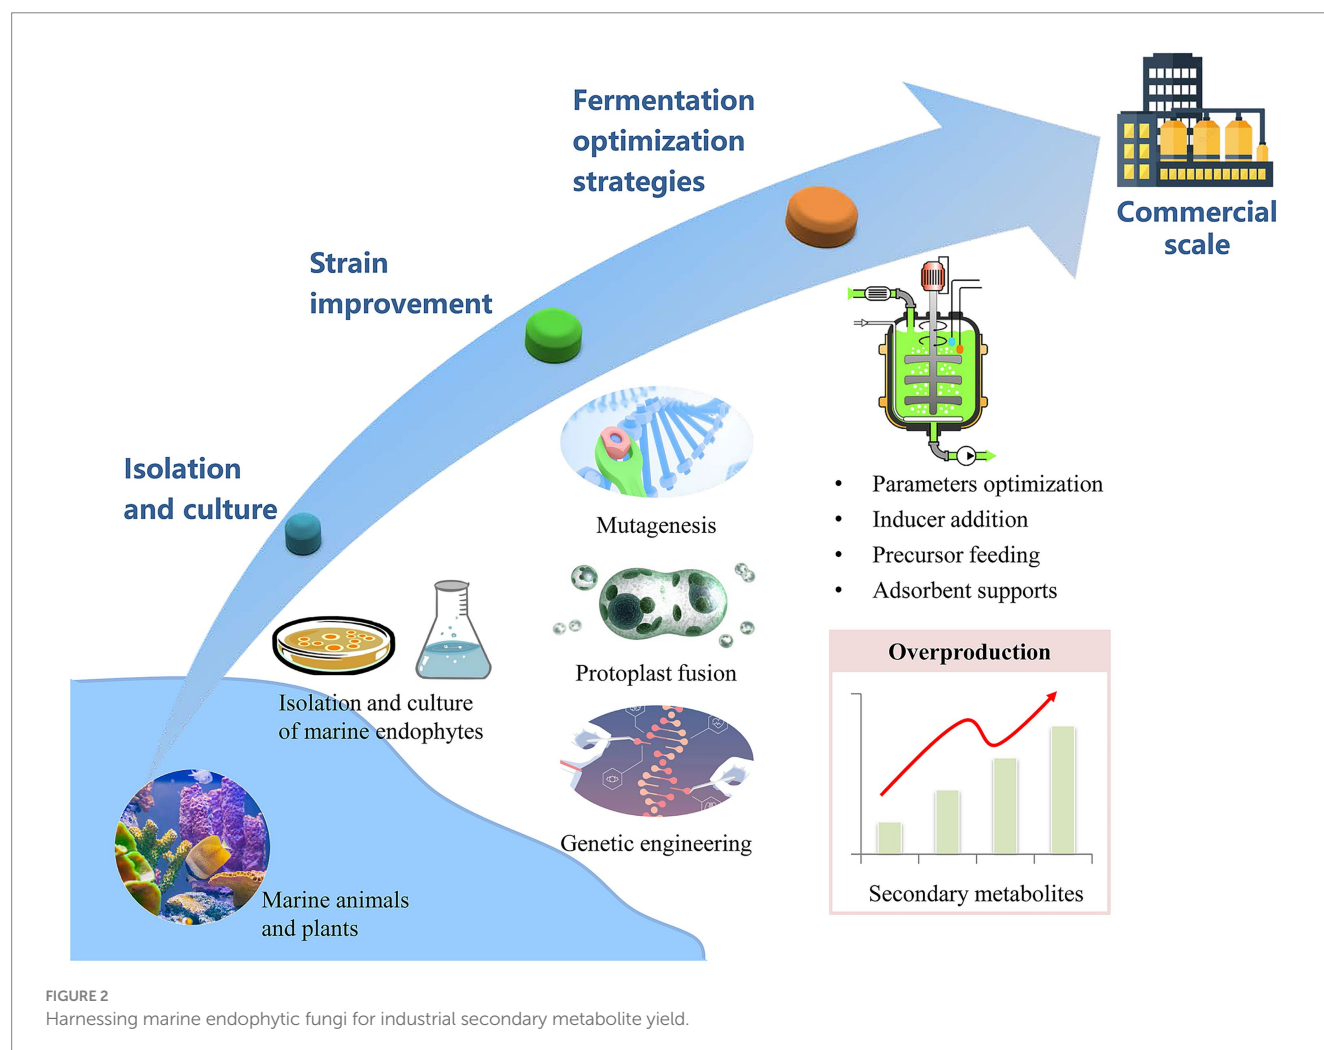 Fermentation
optimization
strategies
Commercial
scale
Strain
improvement
Isolation
and culture
Mutagenesis
Protoplast fusion
Genetic engineering
• Parameters optimization
• Inducer addition
• Precursor feeding
• Adsorbent supports
Isolation and culture
of marine endophytes
Marine animals
and plants
Overproduction
Secondary metabolites
FIGURE 2
Harnessing marine endophytic fungi for industrial secondary metabolite yield.